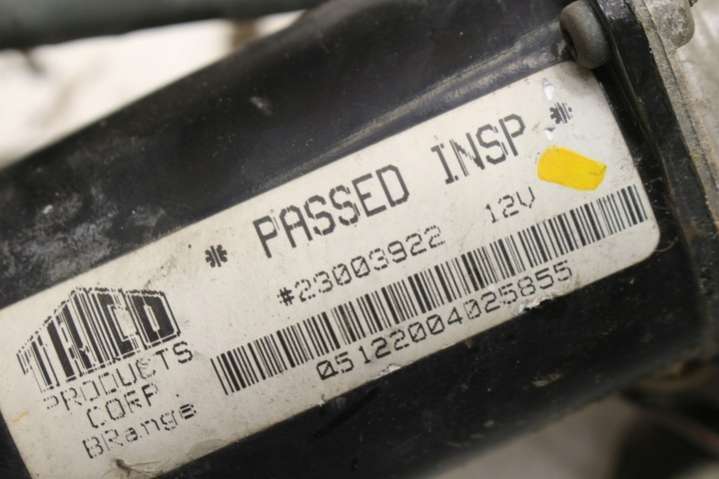 * PASSED INSP *
#23003922 12V
05122004025855
TRICO
PRODUCTS
CORP.
BRange